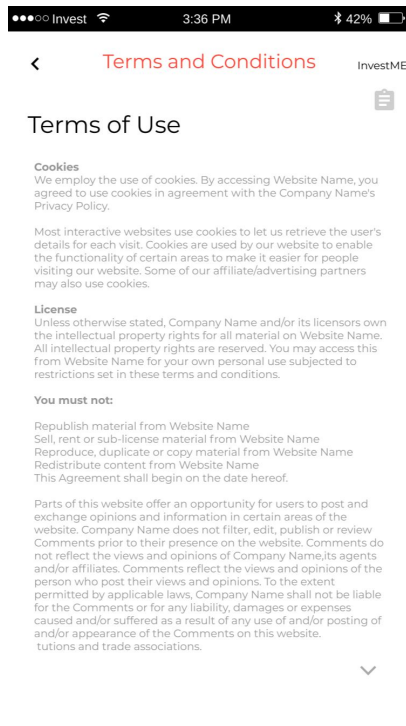 Invest 3:36 PM 42%
Terms and Conditions InvestME
Terms of Use
Cookies
We employ the use of cookies. By accessing Website Name, you
agreed to use cookies in agreement with the Company Name's
Privacy Policy.
Most interactive websites use cookies to let us retrieve the user's
details for each visit. Cookies are used by our website to enable
the functionality of certain areas to make it easier for people
visiting our website. Some of our affiliate/advertising partners
may also use cookies.
License
Unless otherwise stated, Company Name and/or its licensors own
the intellectual property rights for all material on Website Name.
All intellectual property rights are reserved. You may access this
from Website Name for your own personal use subjected to
restrictions set in these terms and conditions.
You must not:
Republish material from Website Name
Sell, rent or sub-license material from Website Name
Reproduce, duplicate or copy material from Website Name
Redistribute content from Website Name
This Agreement shall begin on the date hereof.
Parts of this website offer an opportunity for users to post and
exchange opinions and information in certain areas of the
website. Company Name does not filter, edit, publish or review
Comments prior to their presence on the website. Comments do
not reflect the views and opinions of Company Name,its agents
and/or affiliates. Comments reflect the views and opinions of the
person who post their views and opinions. To the extent
permitted by applicable laws, Company Name shall not be liable
for the Comments or for any liability, damages or expenses
caused and/or suffered as a result of any use of and/or posting of
and/or appearance of the Comments on this website.
tutions and trade associations.